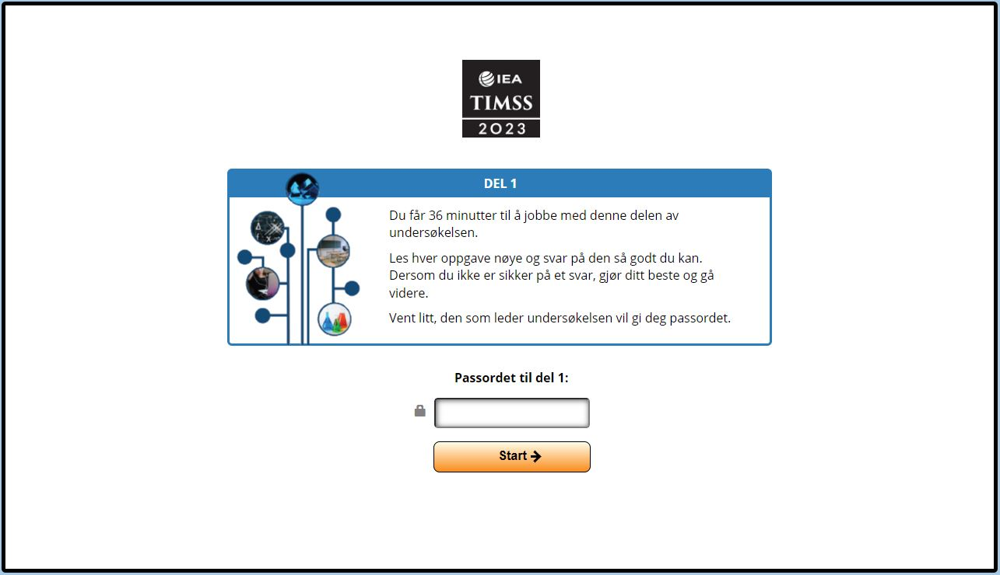 IEA
TIMSS
2023
DEL 1
Du får 36 minutter til å jobbe med denne delen av
undersøkelsen.
Les hver oppgave nøye og svar på den så godt du kan.
Dersom du ikke er sikker på et svar, gjør ditt beste og gå
videre.
Vent litt, den som leder undersøkelsen vil gi deg passordet.
Passordet til del 1:
Start →